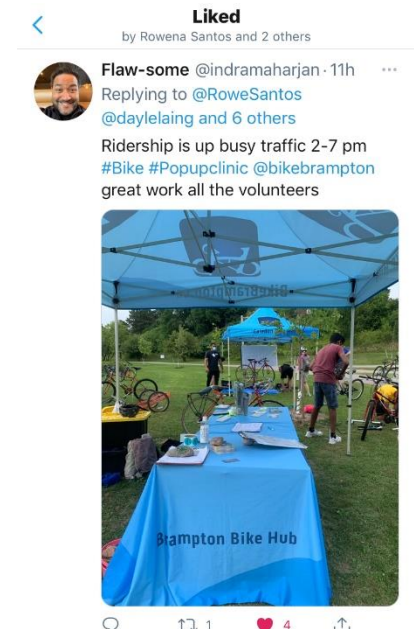 Liked
by Rowena Santos and 2 others
Flaw-some @indramaharjan · 11h
Replying to @RoweSantos
@daylelaing and 6 others
Ridership is up busy traffic 2-7 pm
#Bike #Popupclinic @bikebrampton
great work all the volunteers
Brampton Bike Hub
1 4